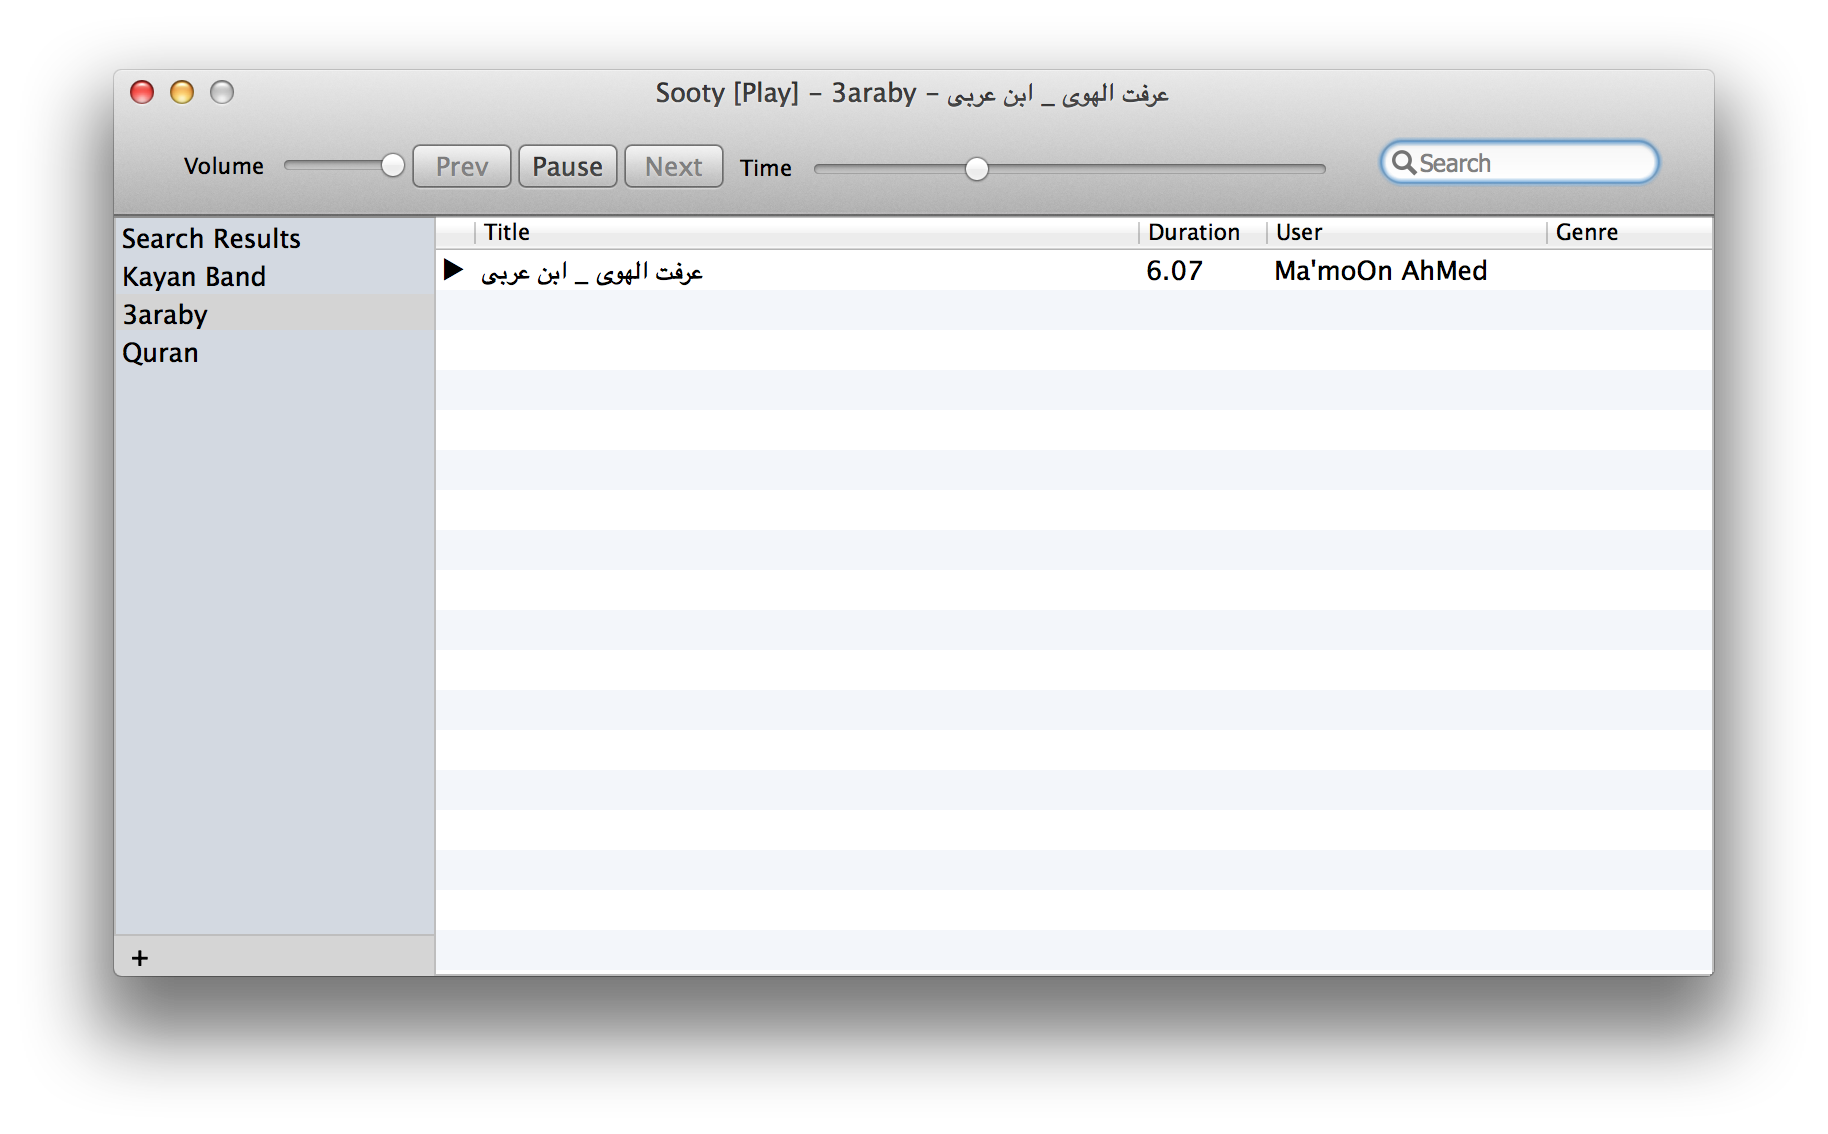 Sooty [Play] - 3araby - عرفت الهوى _ ابن عربى
Volume Prev Pause Next Time Search
Search Results
Kayan Band
3araby
Quran
Title Duration User Genre
عرفت الهوى _ ابن عربى 6.07 Ma'moOn AhMed
+